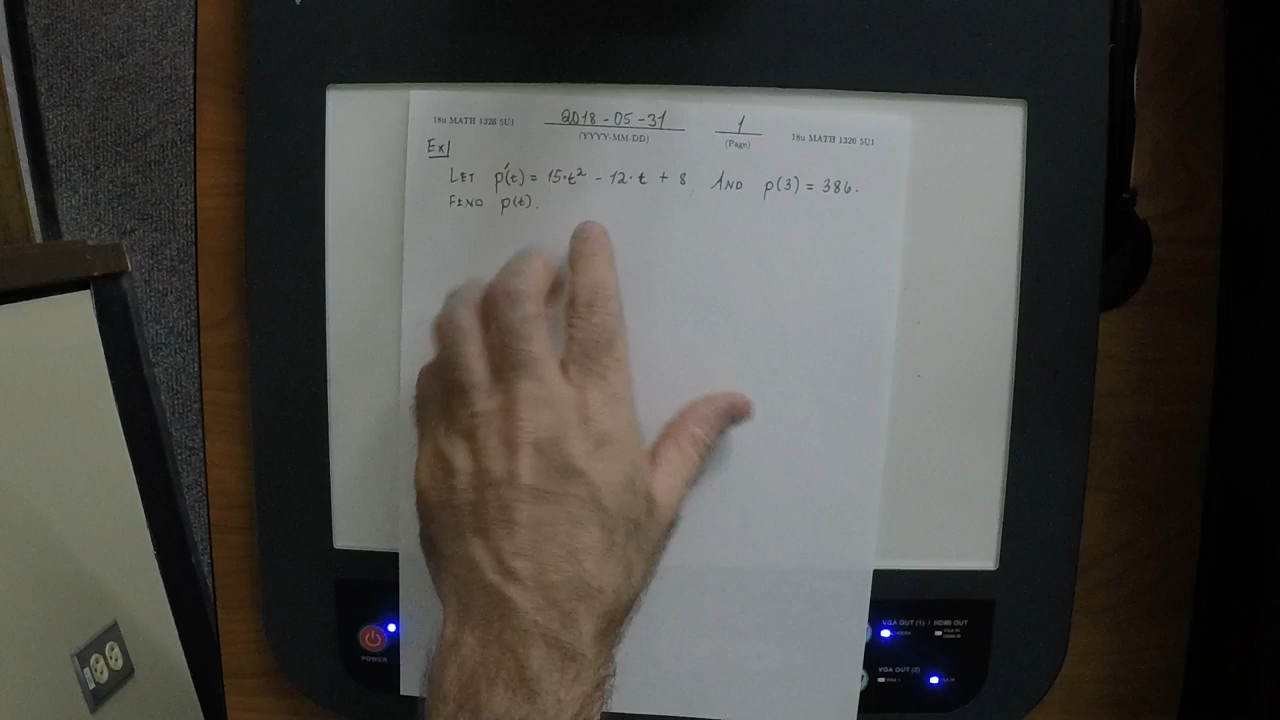 18u MATH 1326 5U1
2018-05-31
(YYYY-MM-DD)
1
(Page)
18u MATH 1326 5U1
Ex1
LET p'(t) = 15·t² - 12·t + 8, AND p(3) = 386.
FIND p(t).
POWER
VGA OUT (1) / HDMI OUT
VGA OUT (2)